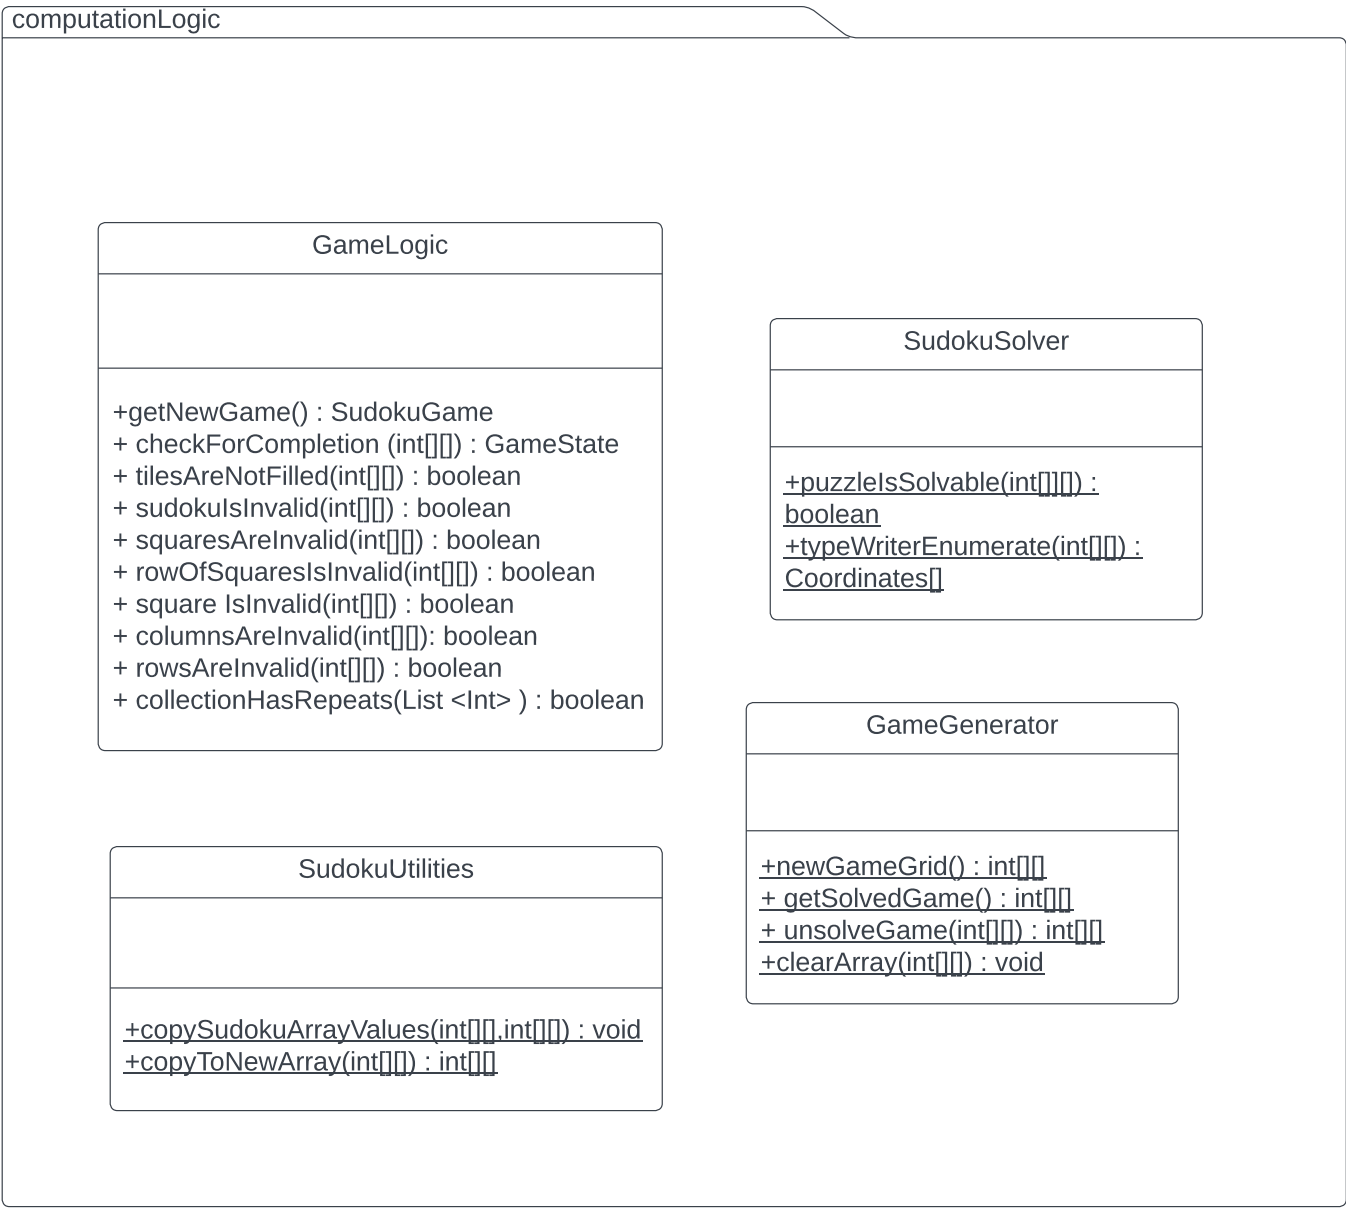 computationLogic
GameLogic
+getNewGame() : SudokuGame
+ checkForCompletion (int[][]) : GameState
+ tilesAreNotFilled(int[][]) : boolean
+ sudokuIsInvalid(int[][]) : boolean
+ squaresAreInvalid(int[][]) : boolean
+ rowOfSquaresIsInvalid(int[][]) : boolean
+ square IsInvalid(int[][]) : boolean
+ columnsAreInvalid(int[][]): boolean
+ rowsAreInvalid(int[][]) : boolean
+ collectionHasRepeats(List <Int> ) : boolean
SudokuSolver
+puzzleIsSolvable(int[]][]) :
boolean
+typeWriterEnumerate(int[][]) :
Coordinates[]
GameGenerator
+newGameGrid() : int[][]
+ getSolvedGame() : int[][]
+ unsolveGame(int[][]) : int[][]
+clearArray(int[][]) : void
SudokuUtilities
+copySudokuArrayValues(int[][],int[][]) : void
+copyToNewArray(int[][]) : int[][]